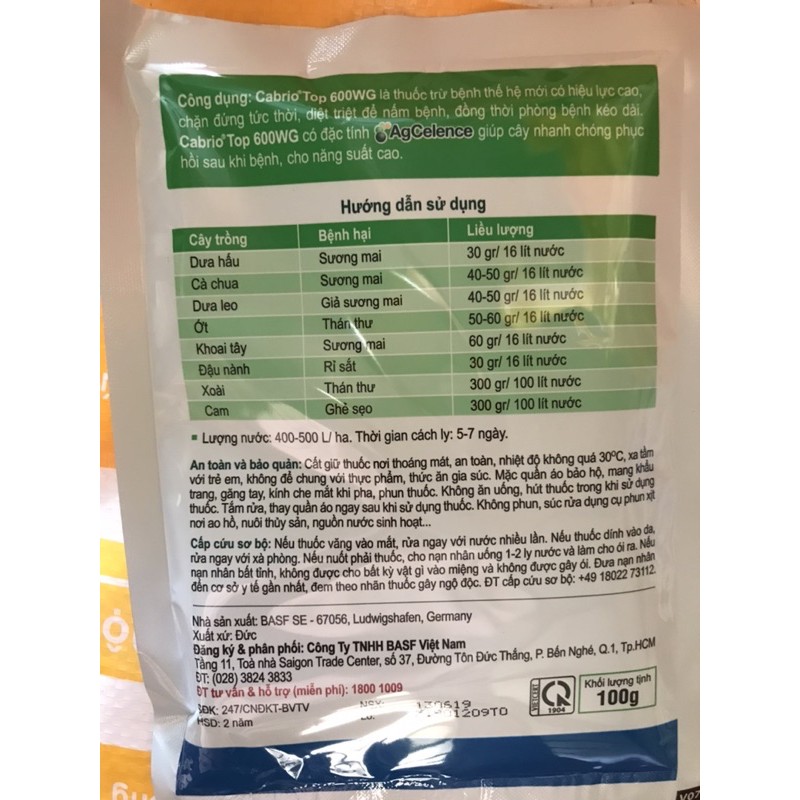 Công dụng: Cabrio® Top 600WG là thuốc trừ bệnh thế hệ mới có hiệu lực cao,
chặn đứng tức thời, diệt triệt để nấm bệnh, đồng thời phòng bệnh kéo dài.
Cabrio® Top 600WG có đặc tính AgCelence giúp cây nhanh chóng phục
hồi sau khi bệnh, cho năng suất cao.
Hướng dẫn sử dụng
Cây trồng Bệnh hại Liều lượng
Dưa hấu Sương mai 30 gr/ 16 lít nước
Cà chua Sương mai 40-50 gr/ 16 lít nước
Dưa leo Giả sương mai 40-50 gr/ 16 lít nước
Ớt Thán thư 50-60 gr/ 16 lít nước
Khoai tây Sương mai 60 gr/ 16 lít nước
Đậu nành Rỉ sắt 30 gr/ 16 lít nước
Xoài Thán thư 300 gr/ 100 lít nước
Cam Ghẻ sẹo 300 gr/ 100 lít nước
▪ Lượng nước: 400-500 L/ ha. Thời gian cách ly: 5-7 ngày.
An toàn và bảo quản: Cất giữ thuốc nơi thoáng mát, an toàn, nhiệt độ không quá 30ºC, xa tầm
với trẻ em, không để chung với thực phẩm, thức ăn gia súc. Mặc quần áo bảo hộ, mang khẩu
trang, găng tay, kính che mắt khi pha, phun thuốc. Không ăn uống, hút thuốc trong khi sử dụng
thuốc. Tắm rửa, thay quần áo ngay sau khi sử dụng thuốc. Không phun, súc rửa dụng cụ phun xịt
nơi ao hồ, nuôi thủy sản, nguồn nước sinh hoạt...
Cấp cứu sơ bộ: Nếu thuốc văng vào mắt, rửa ngay với nước nhiều lần. Nếu thuốc dính vào da,
rửa ngay với xà phòng. Nếu nuốt phải thuốc, cho nạn nhân uống 1-2 ly nước và làm cho ói ra. Nếu
nạn nhân bất tỉnh, không được cho bất kỳ vật gì vào miệng và không được gây ói. Đưa nạn nhân
đến cơ sở y tế gần nhất, đem theo nhãn thuốc gây ngộ độc. ĐT cấp cứu sơ bộ: +49 18022 73112.
Nhà sản xuất: BASF SE - 67056, Ludwigshafen, Germany
Xuất xứ: Đức
Đăng ký & phân phối: Công Ty TNHH BASF Việt Nam
Tầng 11, Toà nhà Saigon Trade Center, số 37, Đường Tôn Đức Thắng, P. Bến Nghé, Q.1, Tp.HCM
ĐT: (028) 3824 3833
ĐT tư vấn & hỗ trợ (miễn phí): 1800 1009
SĐK: 247/CNĐKT-BVTV
HSD: 2 năm
NSX: 130619
Lô:
VIETCERT
1904
Khối lượng tịnh
100g